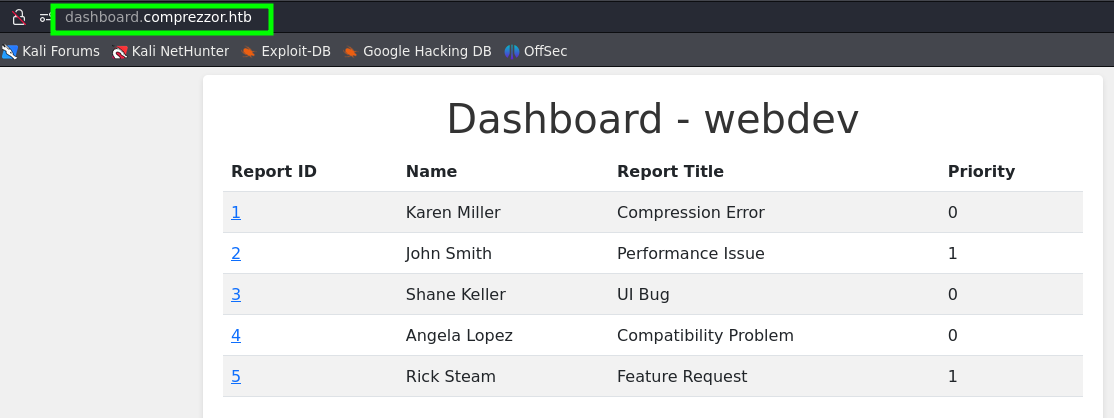 dashboard.comprezzor.htb
Kali Forums Kali NetHunter Exploit-DB Google Hacking DB OffSec
Dashboard - webdev
Report ID Name Report Title Priority
1 Karen Miller Compression Error 0
2 John Smith Performance Issue 1
3 Shane Keller UI Bug 0
4 Angela Lopez Compatibility Problem 0
5 Rick Steam Feature Request 1